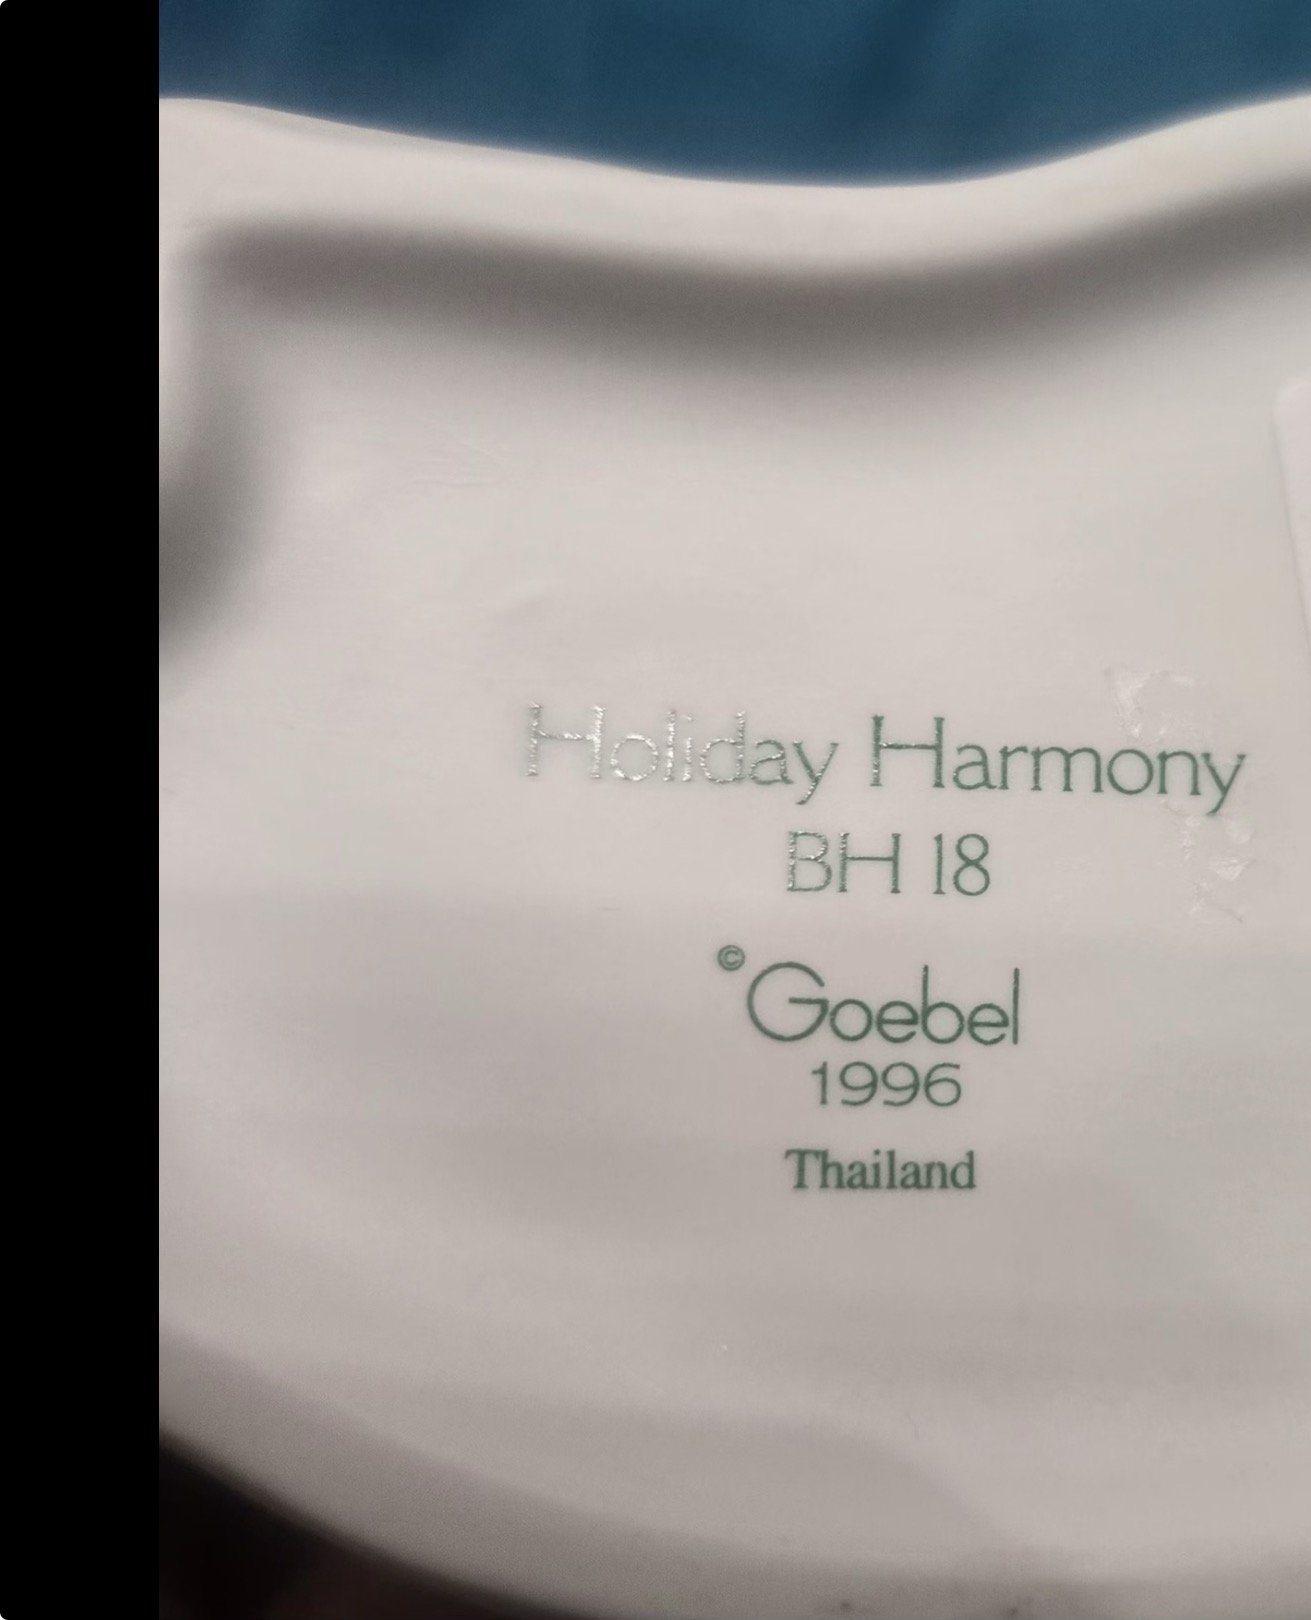 Holiday Harmony
BH 18
©Goebel
1996
Thailand